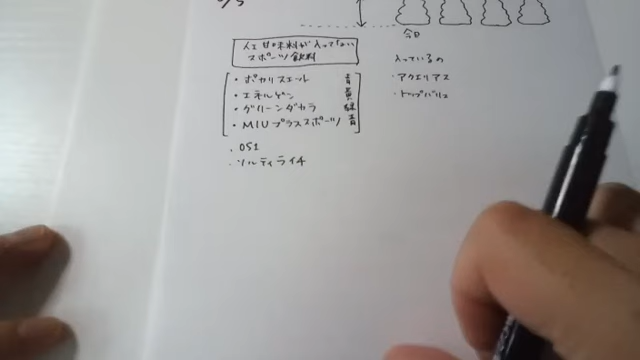 今日
人工甘味料が入ってない
スポーツ飲料
・ポカリスエット 青
・エネルゲン 黄
・グリーンダカラ 緑
・MIUプラススポーツ 青
・OS1
・ソルティライチ
入っているの
・アクエリアス
・トップバリュ